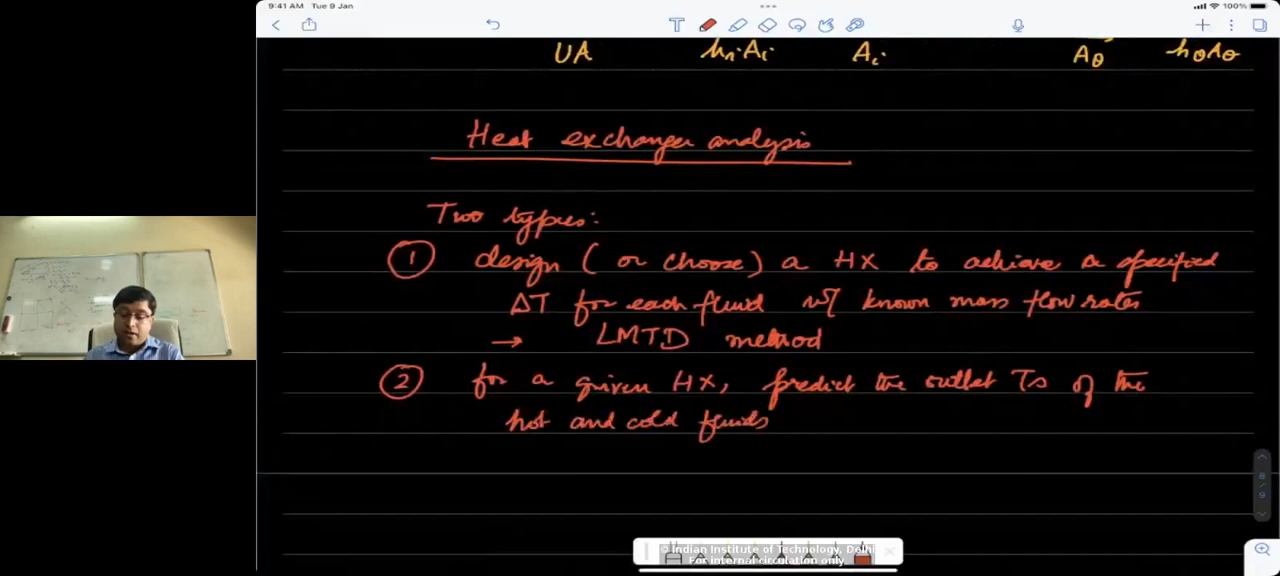 9:41 AM Tue 9 Jan
100%
UA hiAi Ai Ao hoAo
Heat exchanger analysis
Two types:
1 design (or choose) a HX to achieve a specified
ΔT for each fluid w/ known mass flow rates
→ LMTD method
2 for a given HX, predict the outlet Ts of the
hot and cold fluids
8/9
© Indian Institute of Technology, Delhi
For internal circulation only